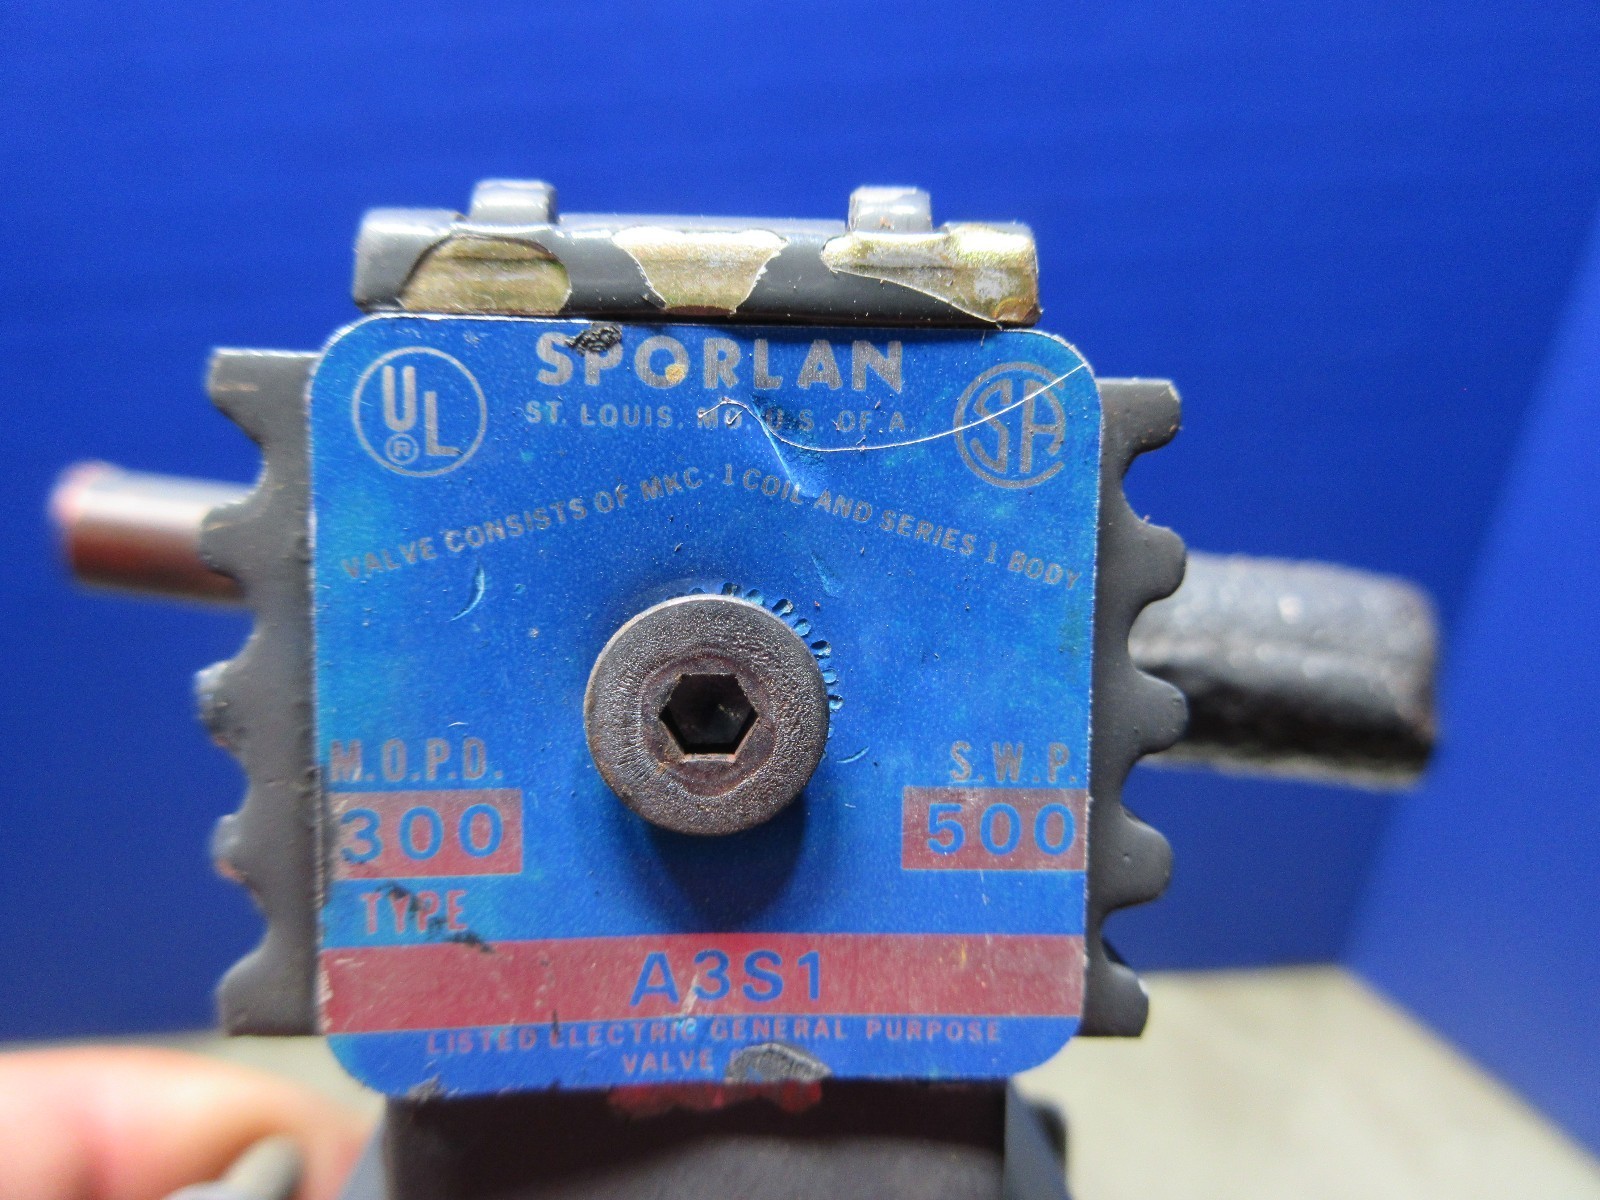 SPORLAN
UL
®
SA
ST. LOUIS. MO. U.S. OF A.
VALVE CONSISTS OF MKC-1 COIL AND SERIES 1 BODY
M.O.P.D.
300
S.W.P.
500
TYPE
A3S1
LISTED ELECTRIC GENERAL PURPOSE
VALVE